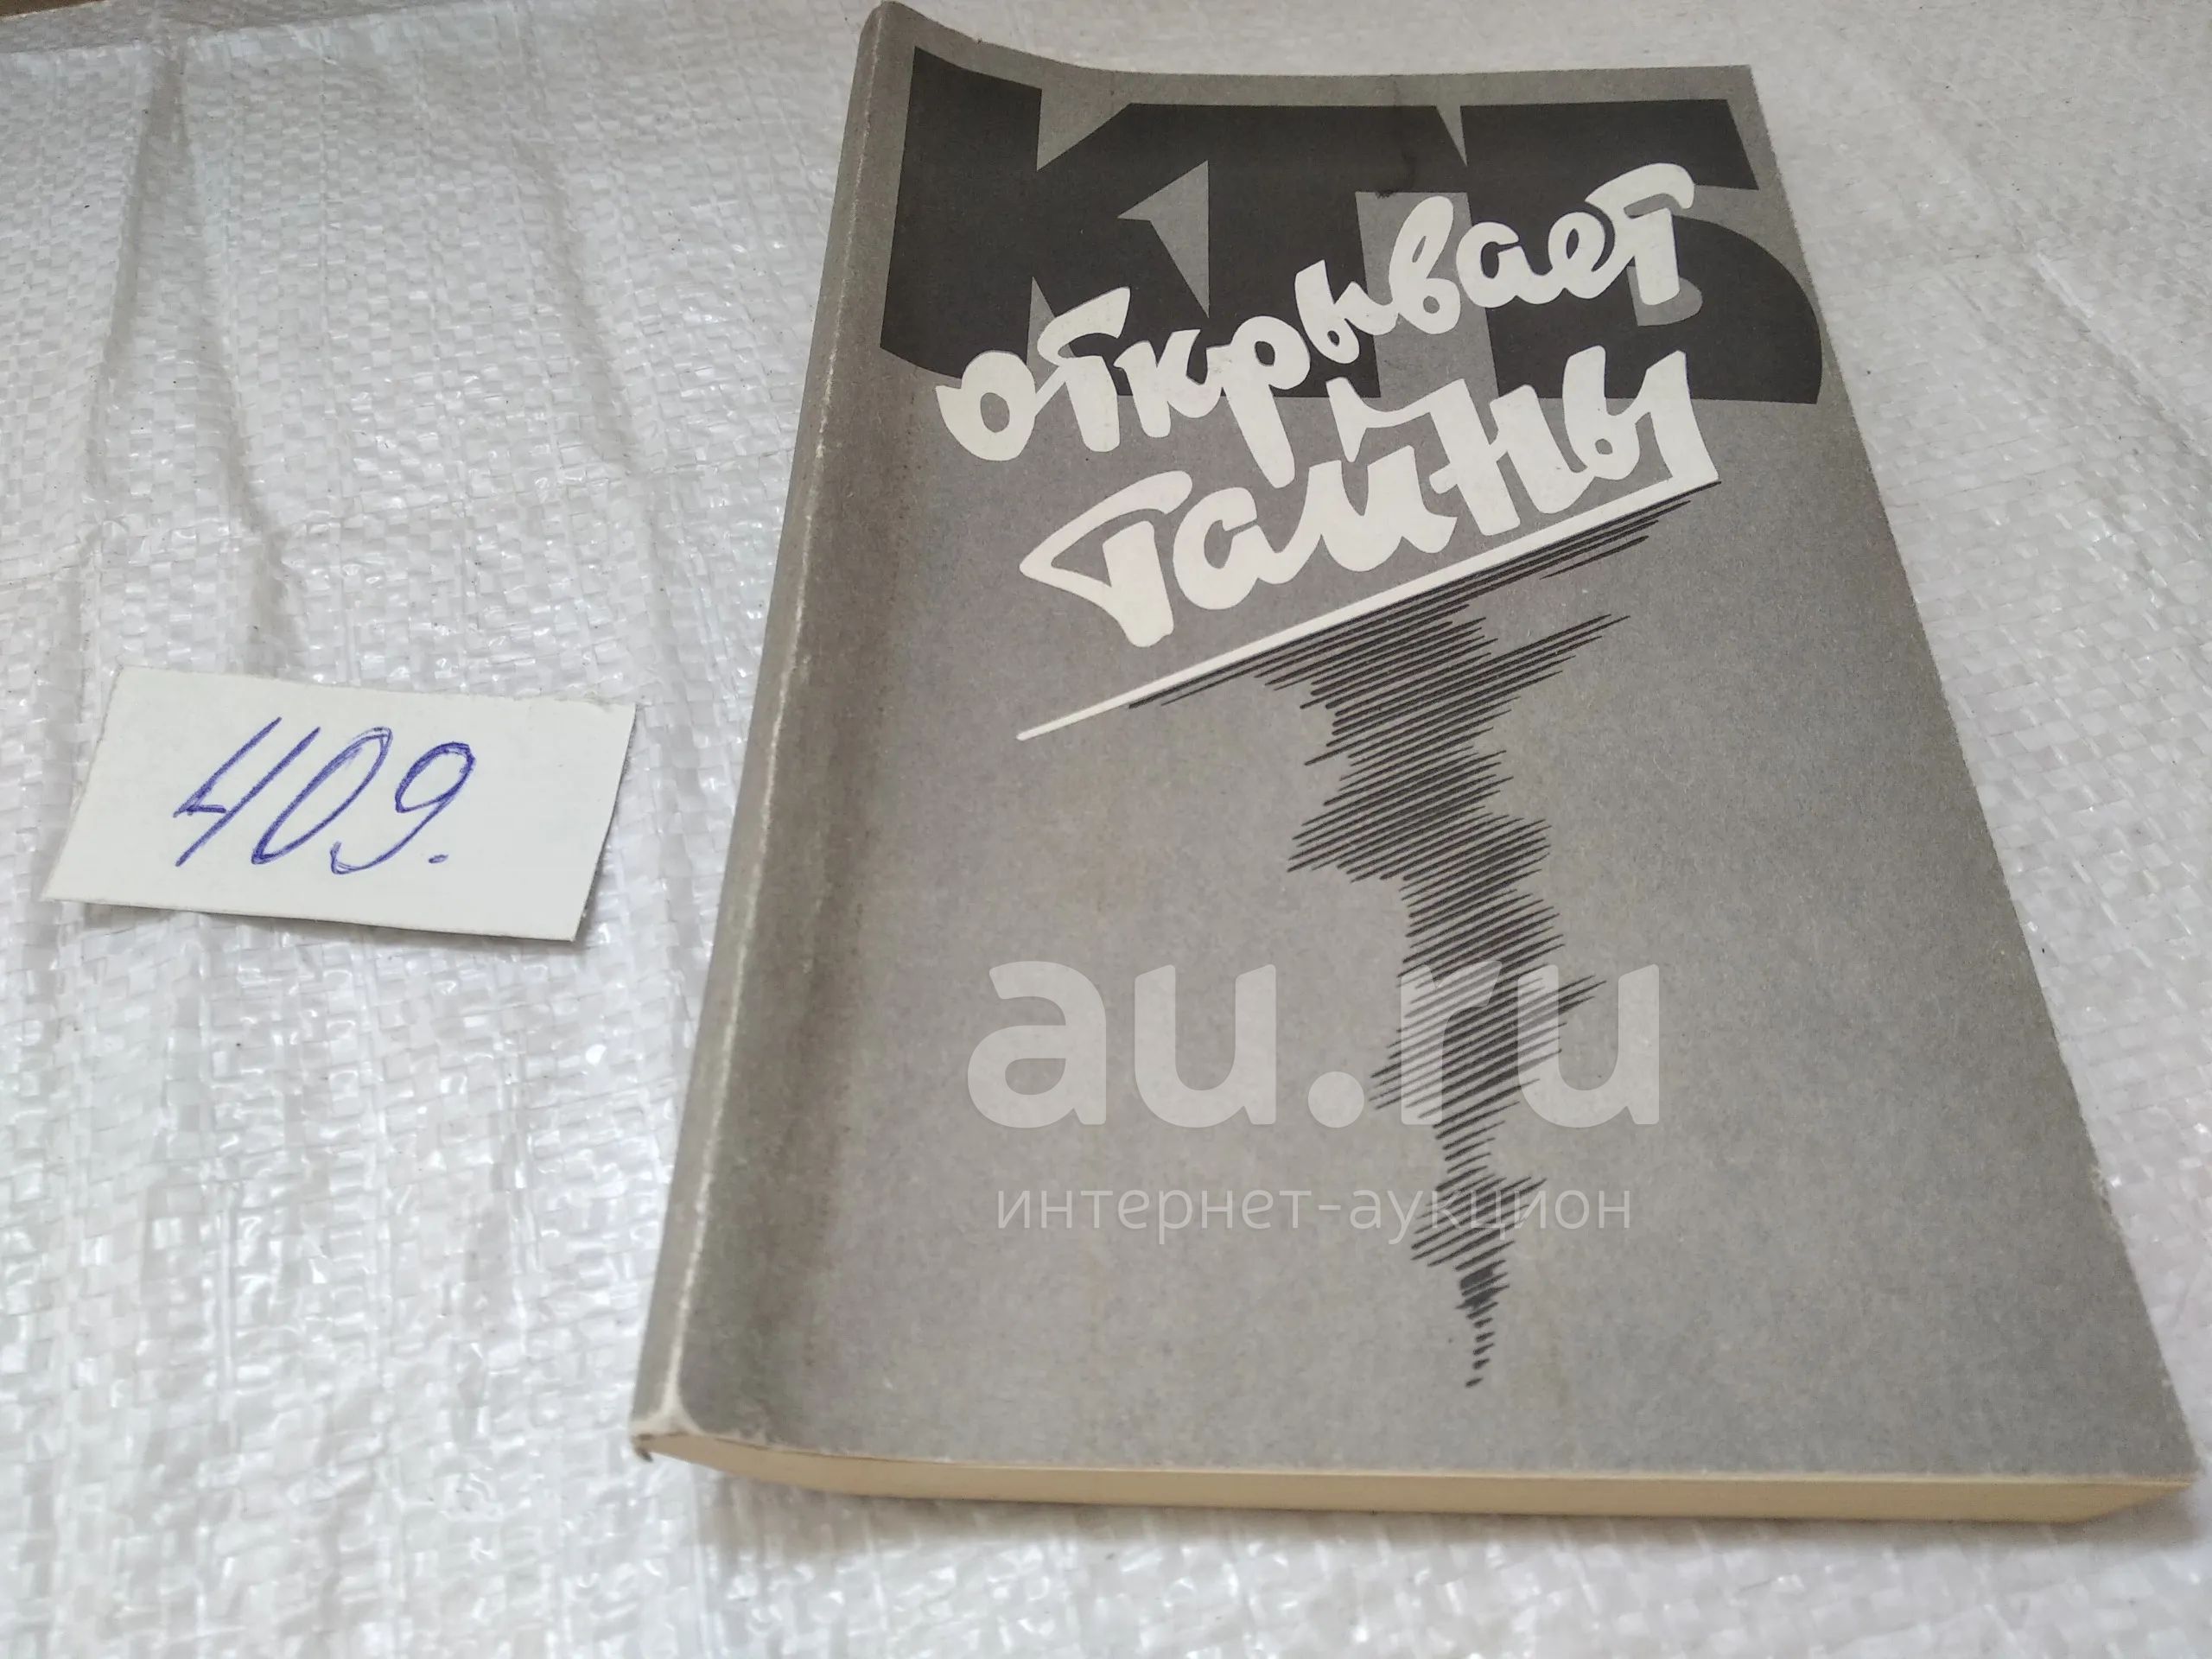 КГБ
открывает
тайны
409.
au.ru
интернет-аукцион